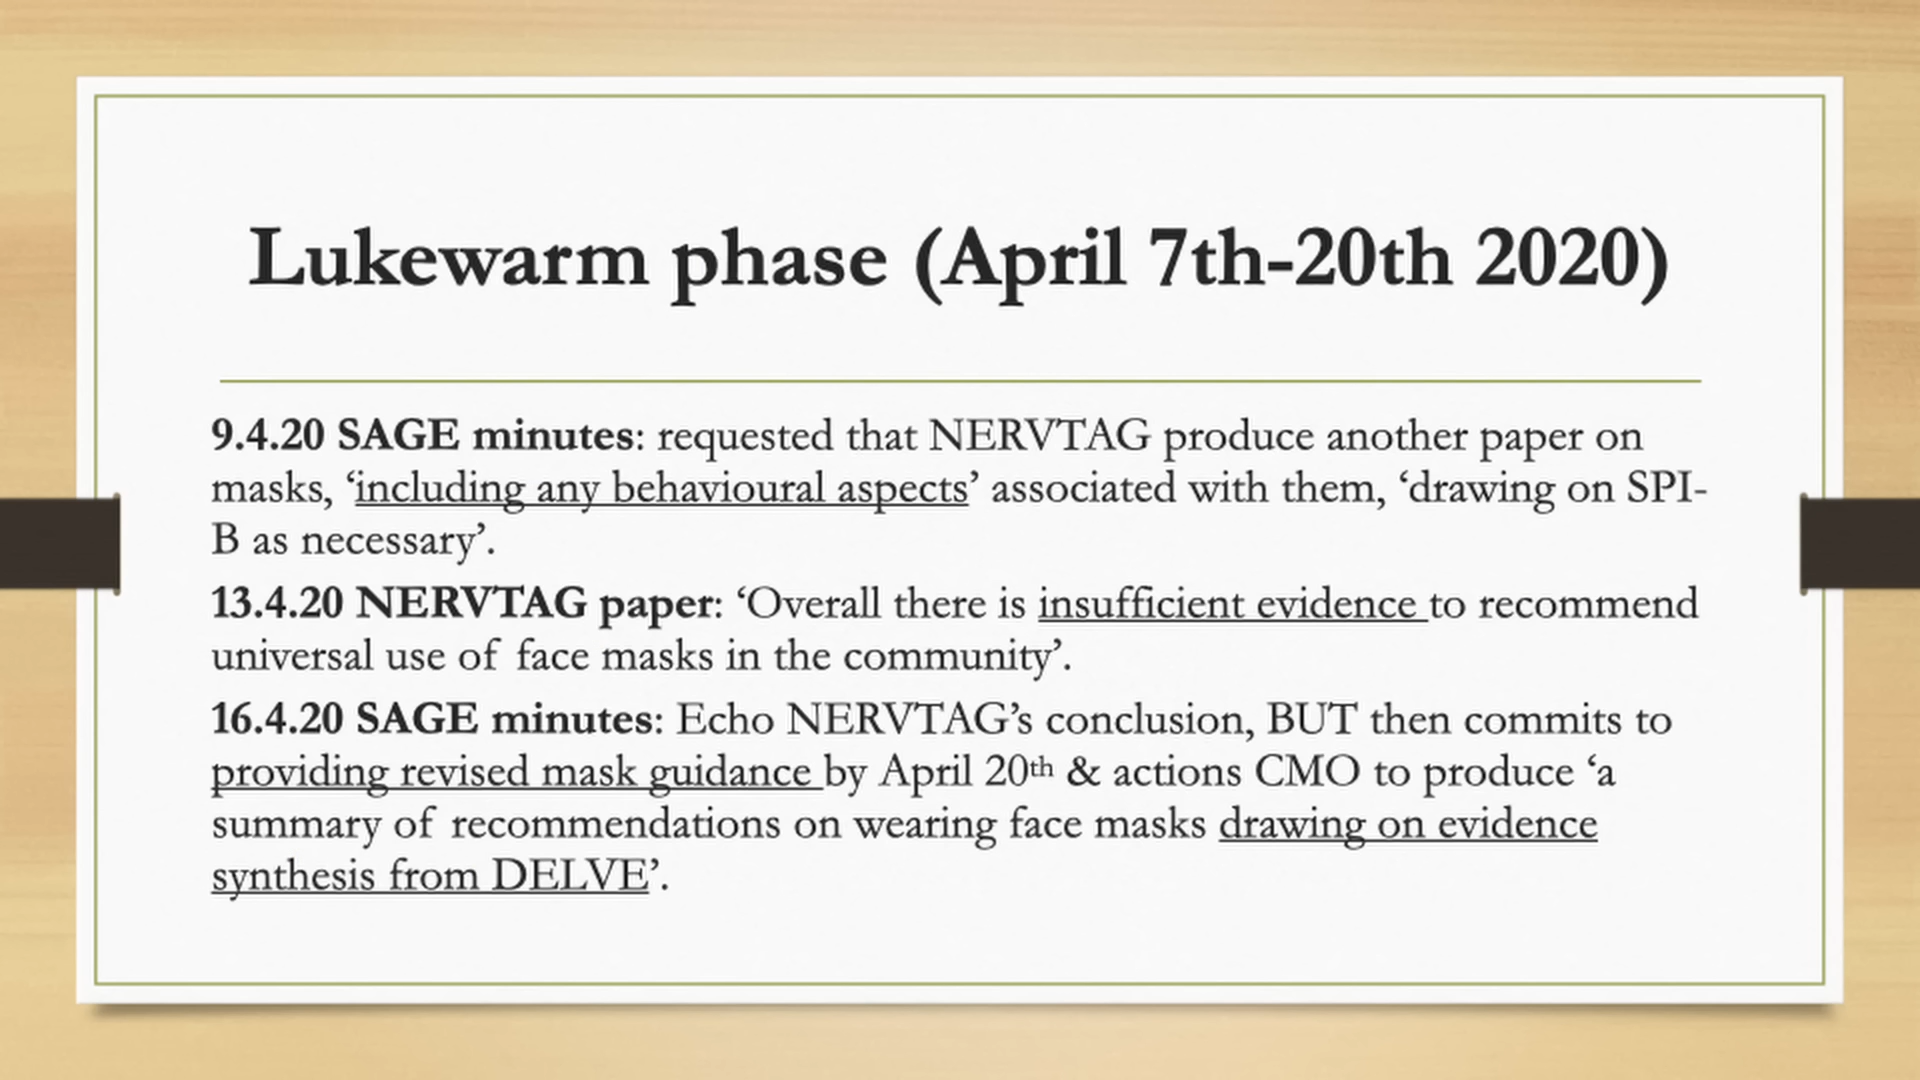 Lukewarm phase (April 7th-20th 2020)
9.4.20 SAGE minutes: requested that NERVTAG produce another paper on
masks, ‘including any behavioural aspects’ associated with them, ‘drawing on SPI-
B as necessary’.
13.4.20 NERVTAG paper: ‘Overall there is insufficient evidence to recommend
universal use of face masks in the community’.
16.4.20 SAGE minutes: Echo NERVTAG’s conclusion, BUT then commits to
providing revised mask guidance by April 20th & actions CMO to produce ‘a
summary of recommendations on wearing face masks drawing on evidence
synthesis from DELVE’.